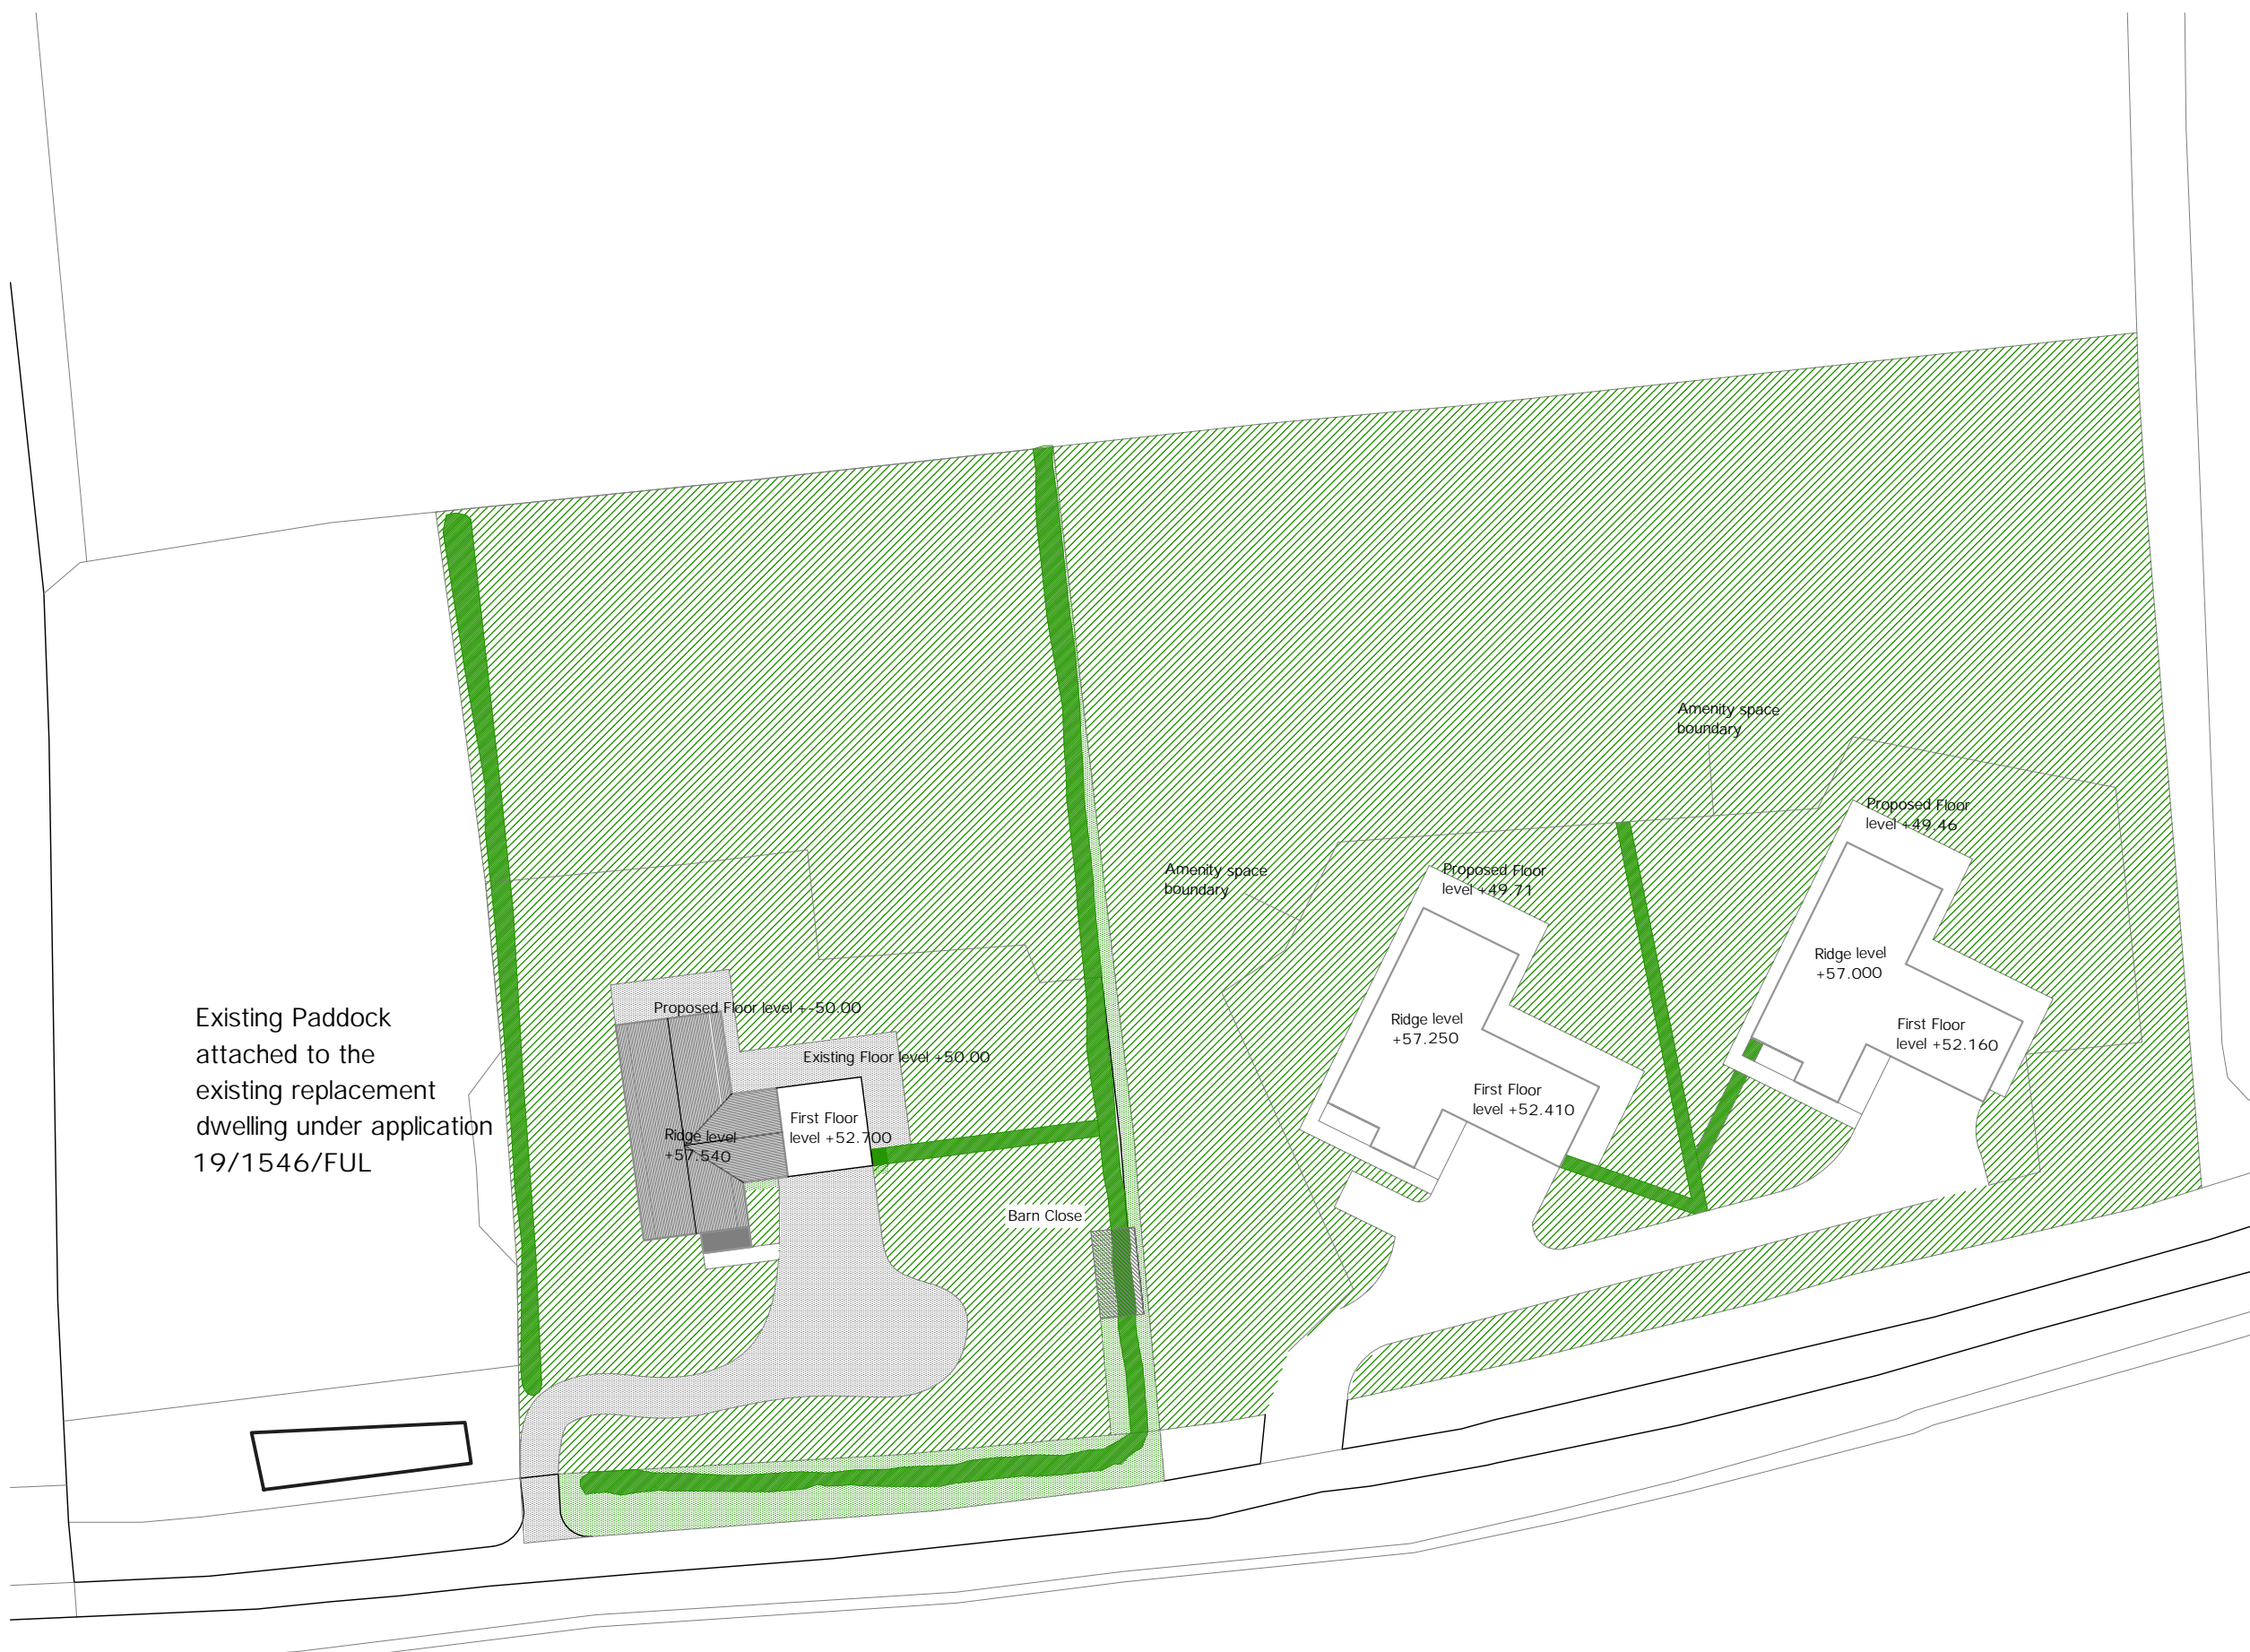 Amenity space
boundary
Proposed Floor
level +49.46
Amenity space
boundary
Proposed Floor
level +49.71
Ridge level
+57.000
First Floor
level +52.160
Ridge level
+57.250
First Floor
level +52.410
Existing Paddock
attached to the
existing replacement
dwelling under application
19/1546/FUL
Proposed Floor level +-50.00
Existing Floor level +50.00
First Floor
level +52.700
Ridge level
+57.540
Barn Close